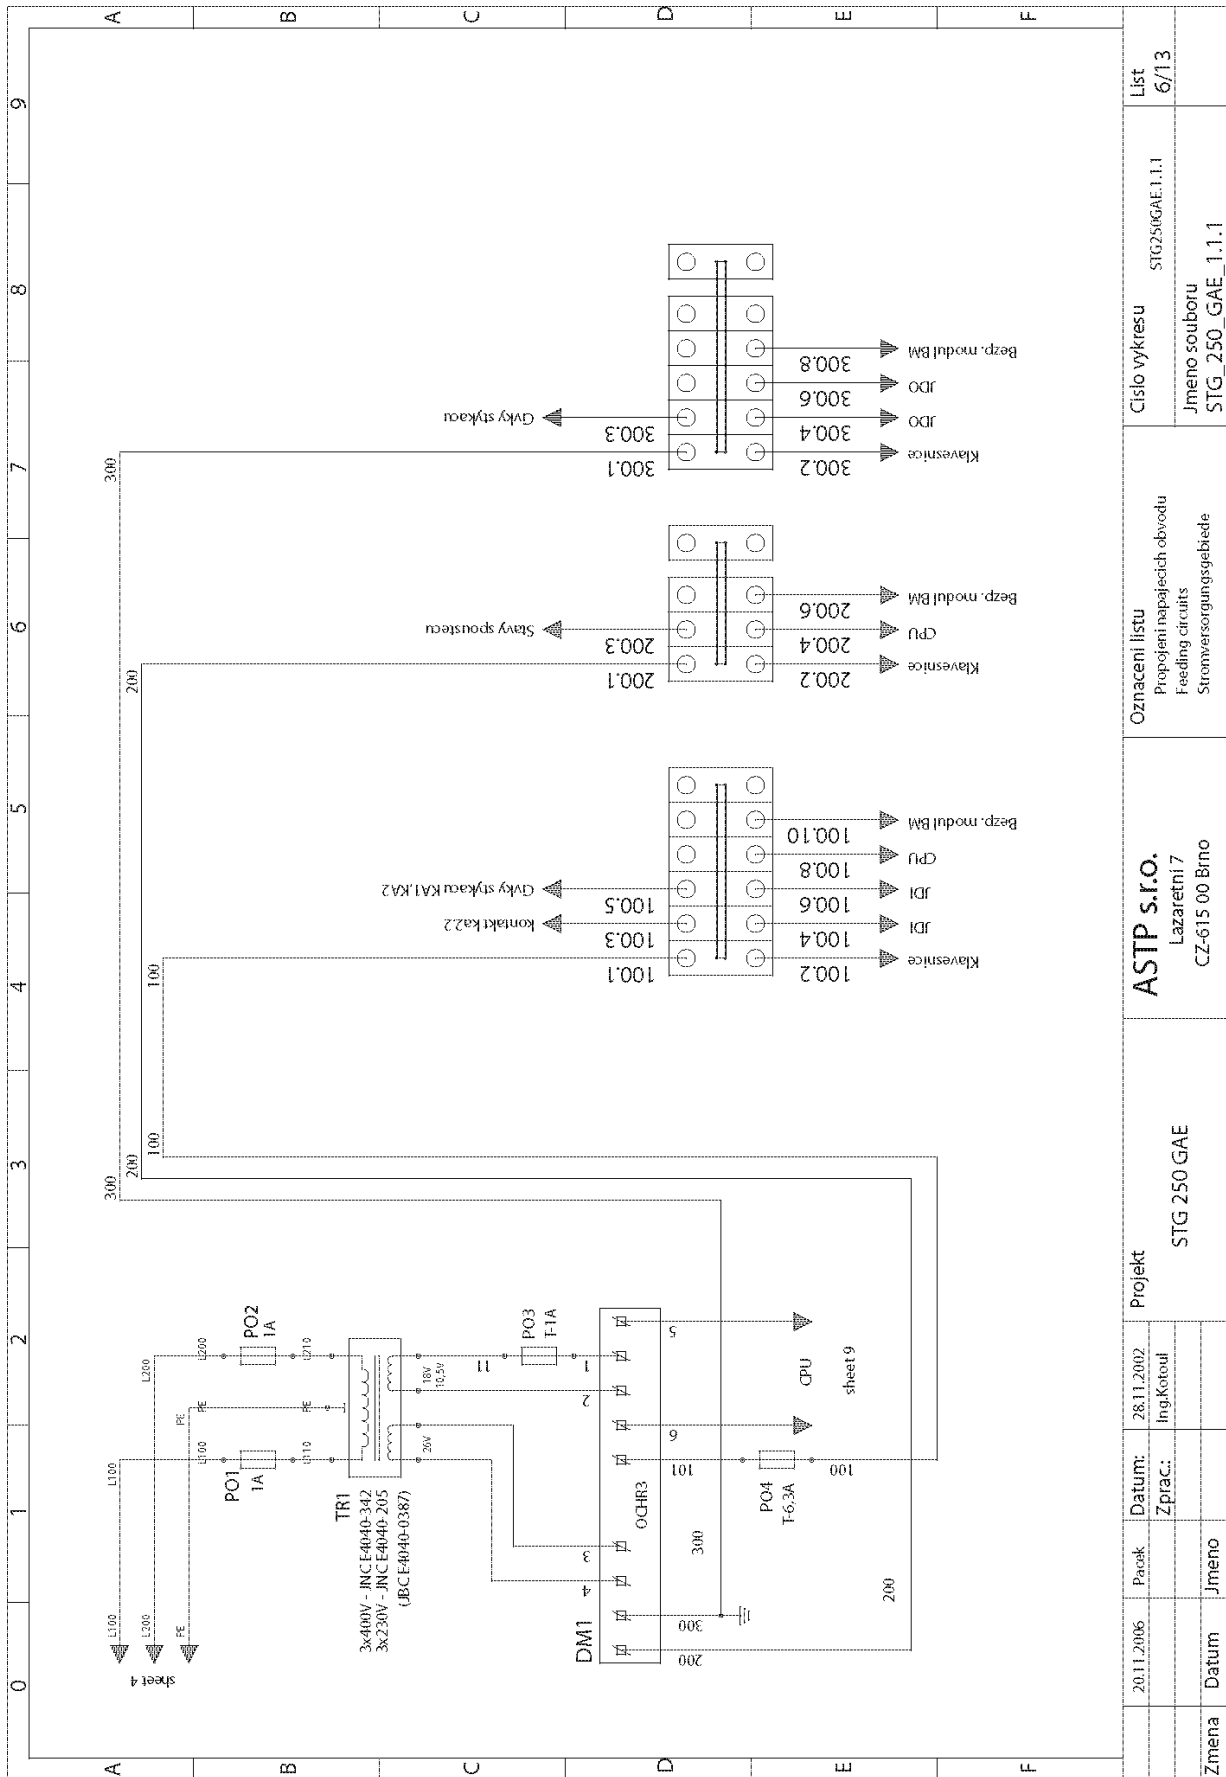 0 1 2 3 4 5 6 7 8 9
A A
B B
C C
D D
E E
F F
sheet 4
L100
L200
PE
L100
PE
L200
L100
PE
L200
PO1
1A
PO2
1A
L110
PE
L210
TR1
3x400V - JNCE4040-342
3x230V - JNCE4040-205
(JBCE4040-0387)
26V
18V
10,5V
11
PO3
T-1A
DM1
4
3
2
1
OCHR3
200
300
101
6
5
300
200
PO4
T-6,3A
100
CPU
sheet 9
300
200
100
100
200
300
kontakt ka2.2
Civky stykacu KA1,KA2
100.1
100.3
100.5
100.2
100.4
100.6
100.8
100.10
Klavesnice
JDI
JDI
CPU
Bezp. modul BM
Stavy spoustecu
200.1
200.3
200.2
200.4
200.6
Klavesnice
CPU
Bezp. modul BM
Civky stykacu
300.1
300.3
300.2
300.4
300.6
300.8
Klavesnice
JDO
JDO
Bezp. modul BM
20.11.2006 Pacek
Zmena Datum Jmeno
Datum: 28.11.2002
Zprac.: Ing.Kotoul
Projekt
STG 250 GAE
ASTP s.r.o.
Lazaretní 7
CZ-615 00 Brno
Oznaceni listu
Propojeni napajecich obvodu
Feeding circuits
Stromversorgungsgebiede
Cislo vykresu
STG250GAE.1.1.1
Jmeno souboru
STG_250_GAE_1.1.1
List
6/13